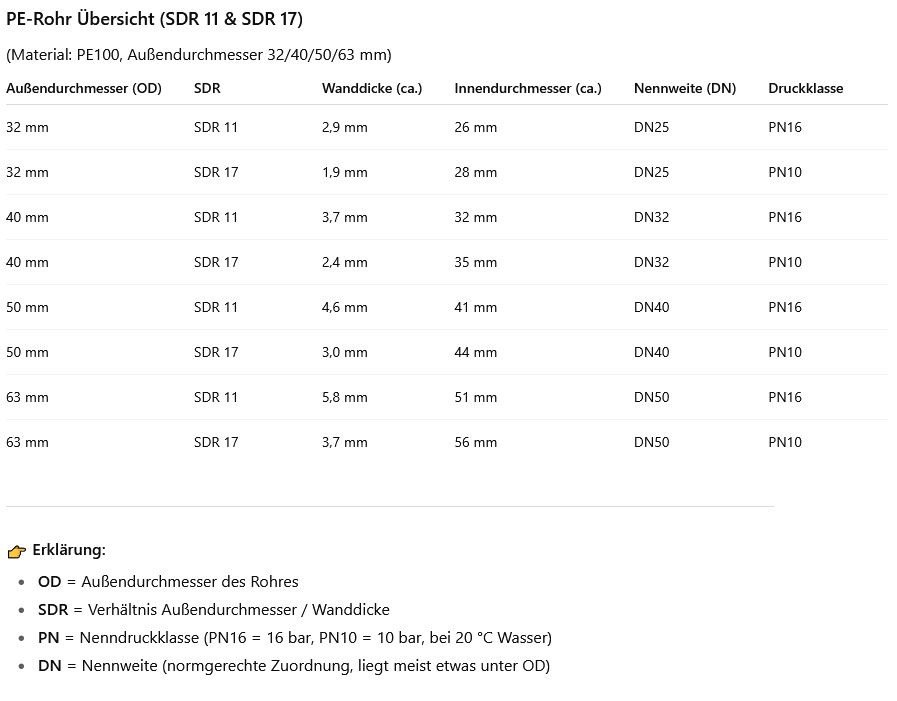 PE-Rohr Übersicht (SDR 11 & SDR 17)
(Material: PE100, Außendurchmesser 32/40/50/63 mm)
Außendurchmesser (OD) SDR Wanddicke (ca.) Innendurchmesser (ca.) Nennweite (DN) Druckklasse
32 mm SDR 11 2,9 mm 26 mm DN25 PN16
32 mm SDR 17 1,9 mm 28 mm DN25 PN10
40 mm SDR 11 3,7 mm 32 mm DN32 PN16
40 mm SDR 17 2,4 mm 35 mm DN32 PN10
50 mm SDR 11 4,6 mm 41 mm DN40 PN16
50 mm SDR 17 3,0 mm 44 mm DN40 PN10
63 mm SDR 11 5,8 mm 51 mm DN50 PN16
63 mm SDR 17 3,7 mm 56 mm DN50 PN10
👉 Erklärung:
• OD = Außendurchmesser des Rohres
• SDR = Verhältnis Außendurchmesser / Wanddicke
• PN = Nenndruckklasse (PN16 = 16 bar, PN10 = 10 bar, bei 20 °C Wasser)
• DN = Nennweite (normgerechte Zuordnung, liegt meist etwas unter OD)